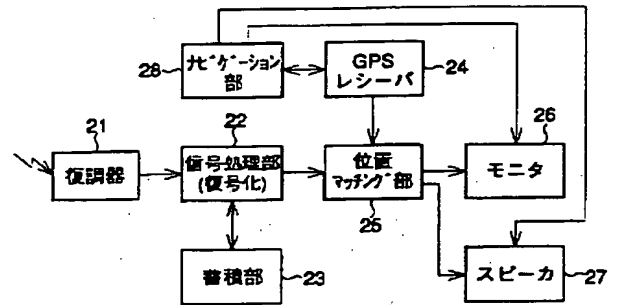 28
ナビゲーション
部
GPS
レシーバ
24
21
復調器
22
信号処理部
(復号化)
位置
マッチング部
25
26
モニタ
蓄積部
23
スピーカ
27